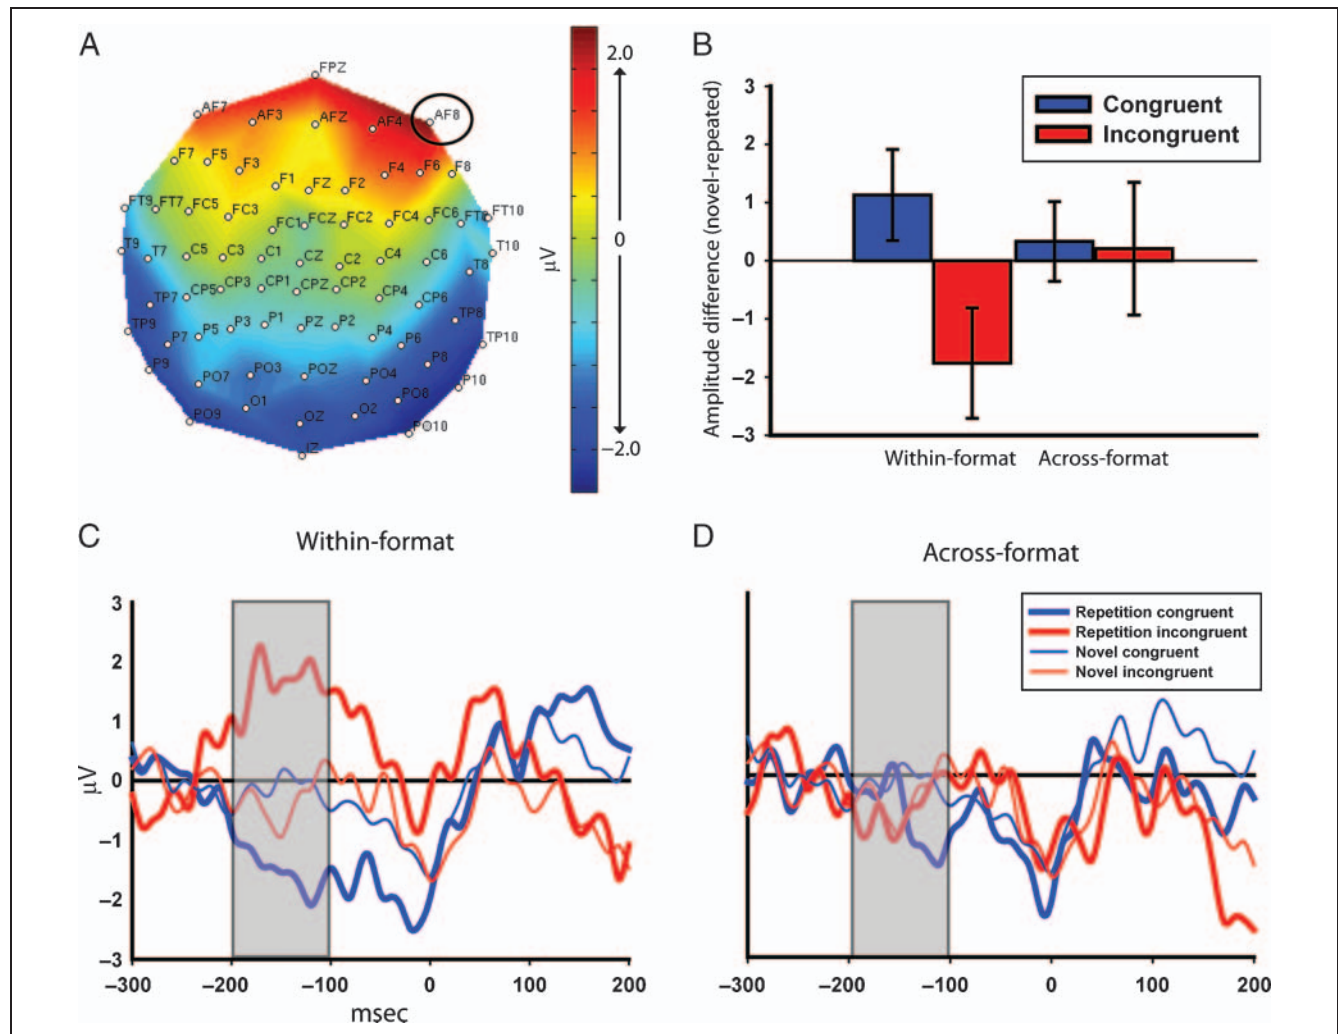 A
FPZ
AF7 AF3 AFZ AF4 AF8
F7 F5 F3 F1 FZ F2 F4 F6 F8
FT9 FT7 FC5 FC3 FC1 FCZ FC2 FC4 FC6 FT8 FT10
T9 T7 C5 C3 C1 CZ C2 C4 C6 T8 T10
TP9 TP7 CP5 CP3 CP1 CPZ CP2 CP4 CP6 TP8 TP10
P9 P7 P5 P3 P1 PZ P2 P4 P6 P8 P10
PO9 PO7 PO3 POZ PO4 PO8 PO10
O1 OZ O2
IZ
2.0
0
−2.0
μV
B
Amplitude difference (novel-repeated)
3
2
1
0
−1
−2
−3
Congruent
Incongruent
Within-format Across-format
C
Within-format
μV
3
2
1
0
−1
−2
−3
−300 −200 −100 0 100 200
msec
D
Across-format
Repetition congruent
Repetition incongruent
Novel congruent
Novel incongruent
−300 −200 −100 0 100 200